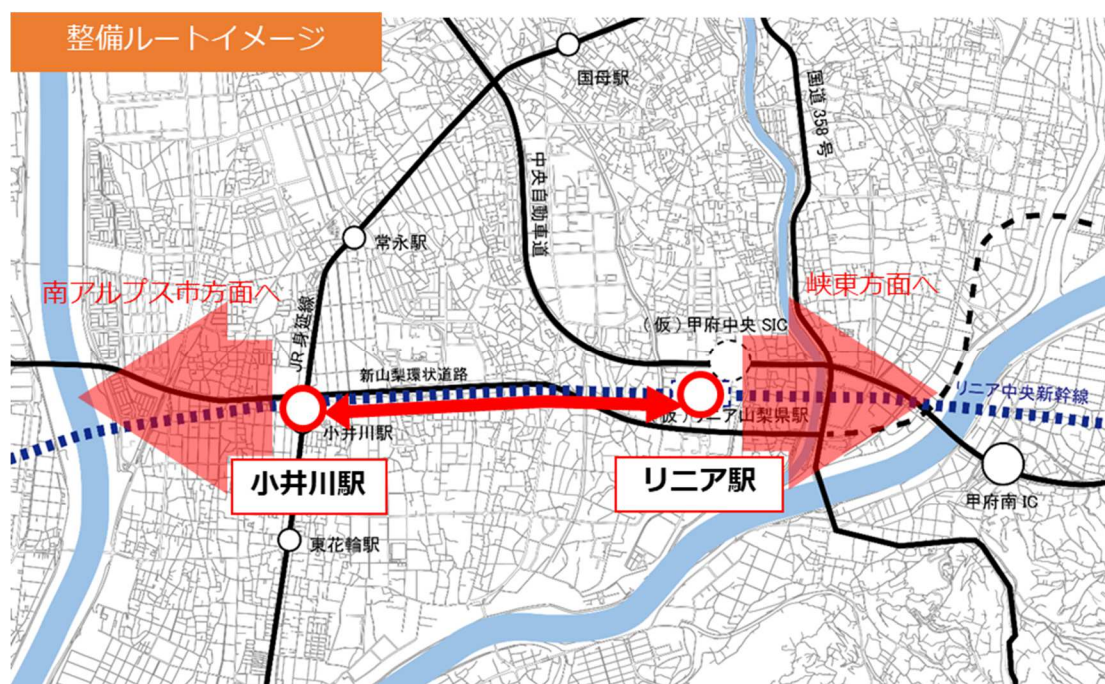 整備ルートイメージ
国母駅
国道358号
中央自動車道
常永駅
南アルプス市方面へ
峡東方面へ
(仮)甲府中央SIC
JR身延線
新山梨環状道路
リニア中央新幹線
小井川駅
仮)リニア山梨県駅
小井川駅
リニア駅
甲府南IC
東花輪駅